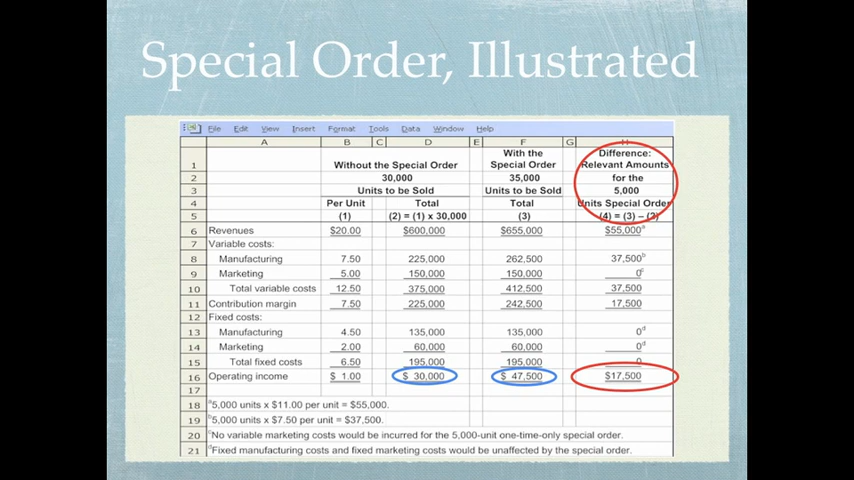 Special Order, Illustrated
File Edit View Insert Format Tools Data Window Help
A B C D E F G H
1 Without the Special Order With the Special Order Difference: Relevant Amounts
2 30,000 35,000 for the
3 Units to be Sold Units to be Sold 5,000
4 Per Unit Total Total Units Special Order
5 (1) (2) = (1) x 30,000 (3) (4) = (3) – (2)
6 Revenues $20.00 $600,000 $655,000 $55,000a
7 Variable costs:
8 Manufacturing 7.50 225,000 262,500 37,500b
9 Marketing 5.00 150,000 150,000 0c
10 Total variable costs 12.50 375,000 412,500 37,500
11 Contribution margin 7.50 225,000 242,500 17,500
12 Fixed costs:
13 Manufacturing 4.50 135,000 135,000 0d
14 Marketing 2.00 60,000 60,000 0d
15 Total fixed costs 6.50 195,000 195,000 0
16 Operating income $ 1.00 $ 30,000 $ 47,500 $17,500
17
18 a5,000 units x $11.00 per unit = $55,000.
19 b5,000 units x $7.50 per unit = $37,500.
20 cNo variable marketing costs would be incurred for the 5,000-unit one-time-only special order.
21 dFixed manufacturing costs and fixed marketing costs would be unaffected by the special order.